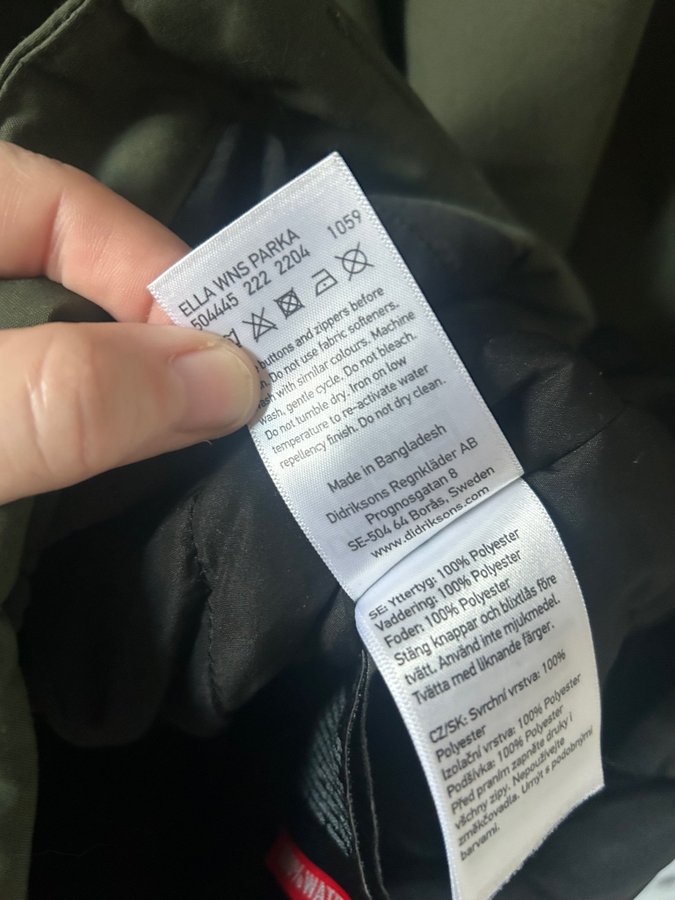 ELLA WNS PARKA
504445 222 2204 1059
buttons and zippers before
Do not use fabric softeners.
with similar colours. Machine
wash, gentle cycle. Do not bleach.
Do not tumble dry. Iron on low
temperature to re-activate water
repellency finish. Do not dry clean.
Made in Bangladesh
Didriksons Regnkläder AB
Prognosgatan 8
SE-504 64 Borås, Sweden
www.didriksons.com
SE: Yttertyg: 100% Polyester
Vaddering: 100% Polyester
Foder: 100% Polyester
Stäng knappar och blixtlås före
tvätt. Använd inte mjukmedel.
Tvätta med liknande färger.
CZ/SK: Svrchní vrstva: 100%
Polyester
Izolační vrstva: 100% Polyester
Podšívka: 100% Polyester
Před praním zapněte druky i
všechny zipy. Nepoužívejte
změkčovadla. Umýt s podobnými
barvami.